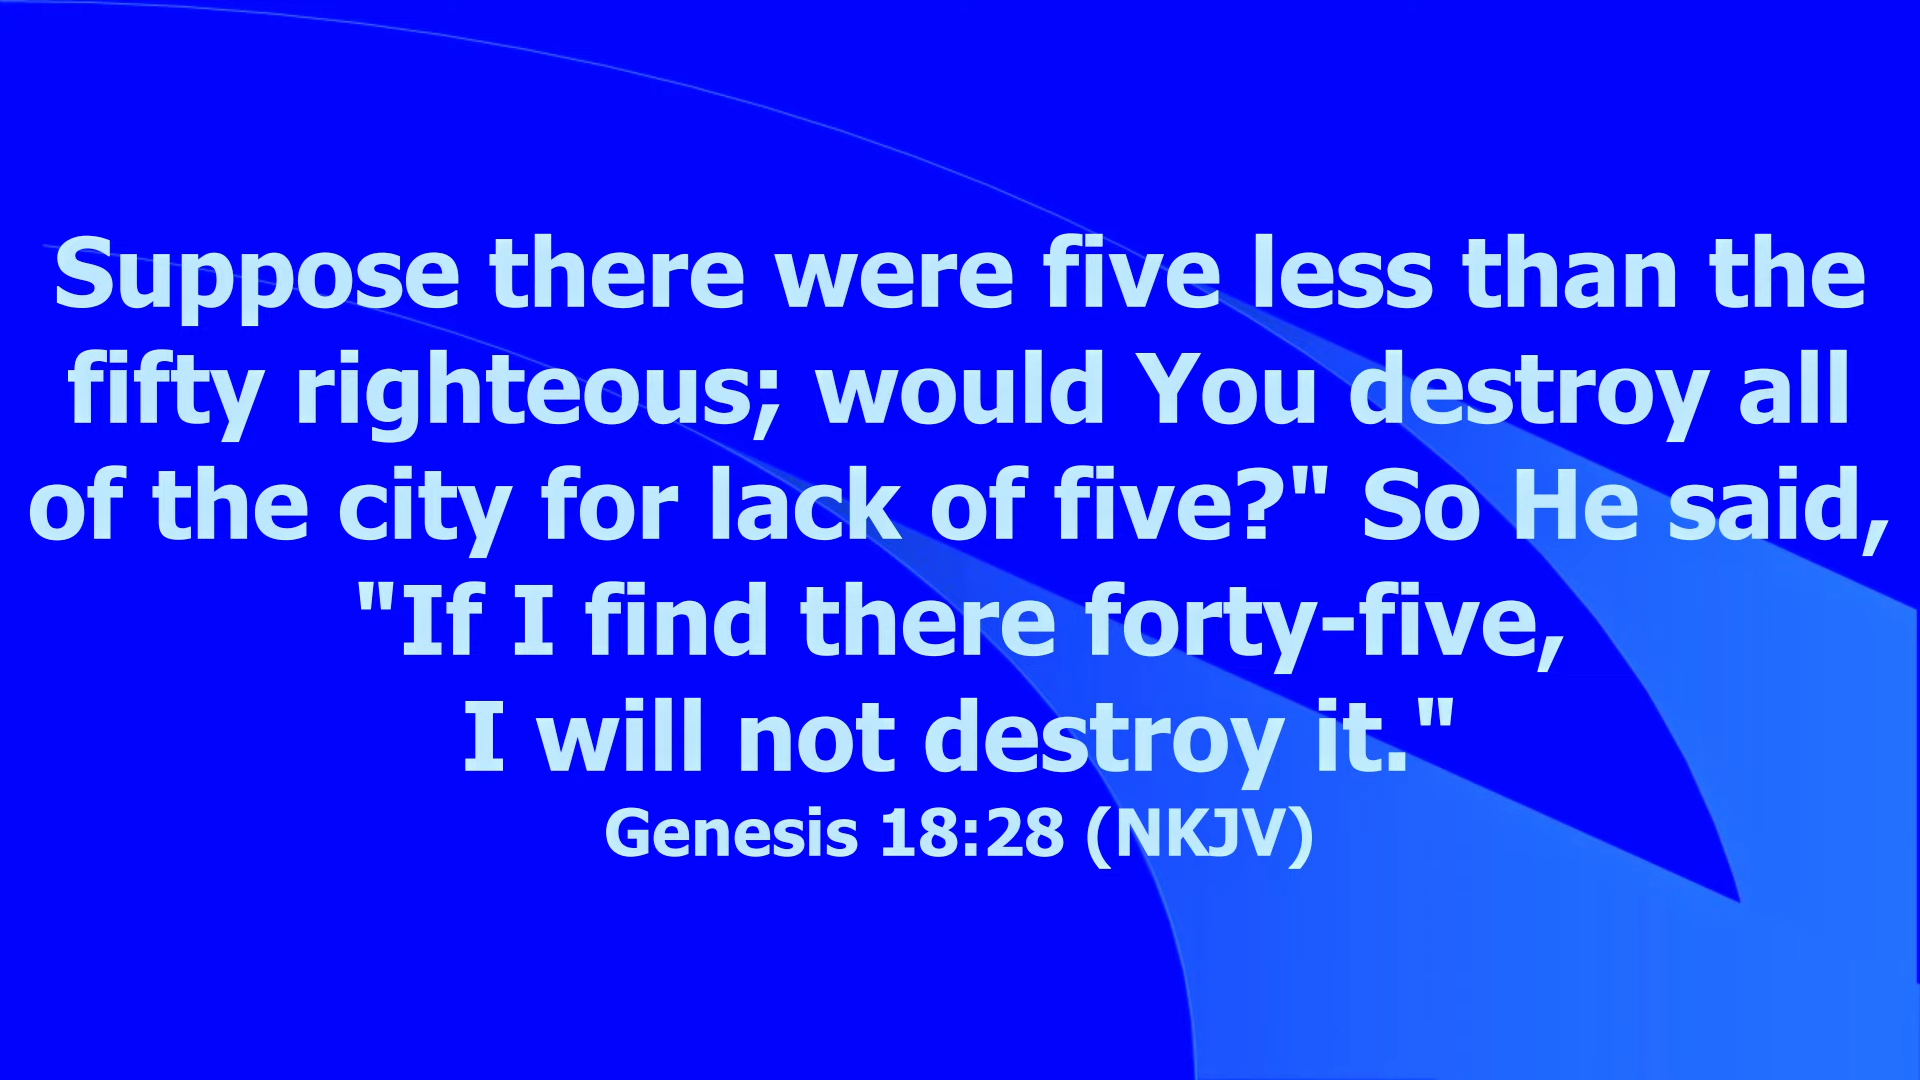 Suppose there were five less than the
fifty righteous; would You destroy all
of the city for lack of five?" So He said,
"If I find there forty-five,
I will not destroy it."
Genesis 18:28 (NKJV)